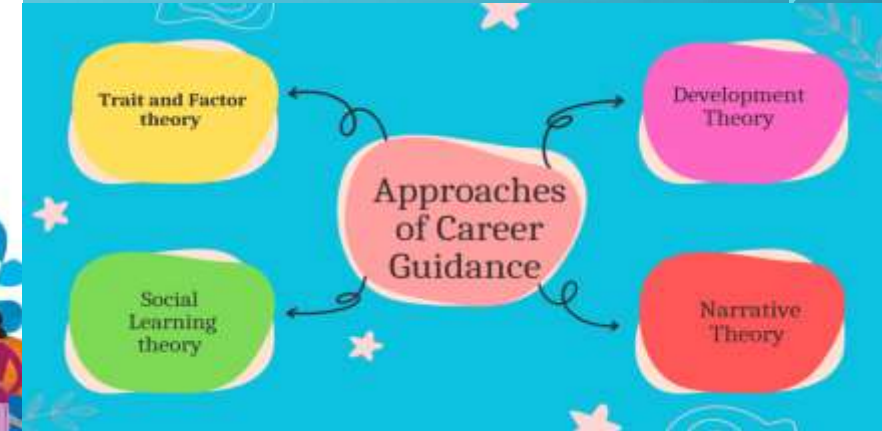 Trait and Factor
theory
Development
Theory
Approaches
of Career
Guidance
Social
Learning
theory
Narrative
Theory